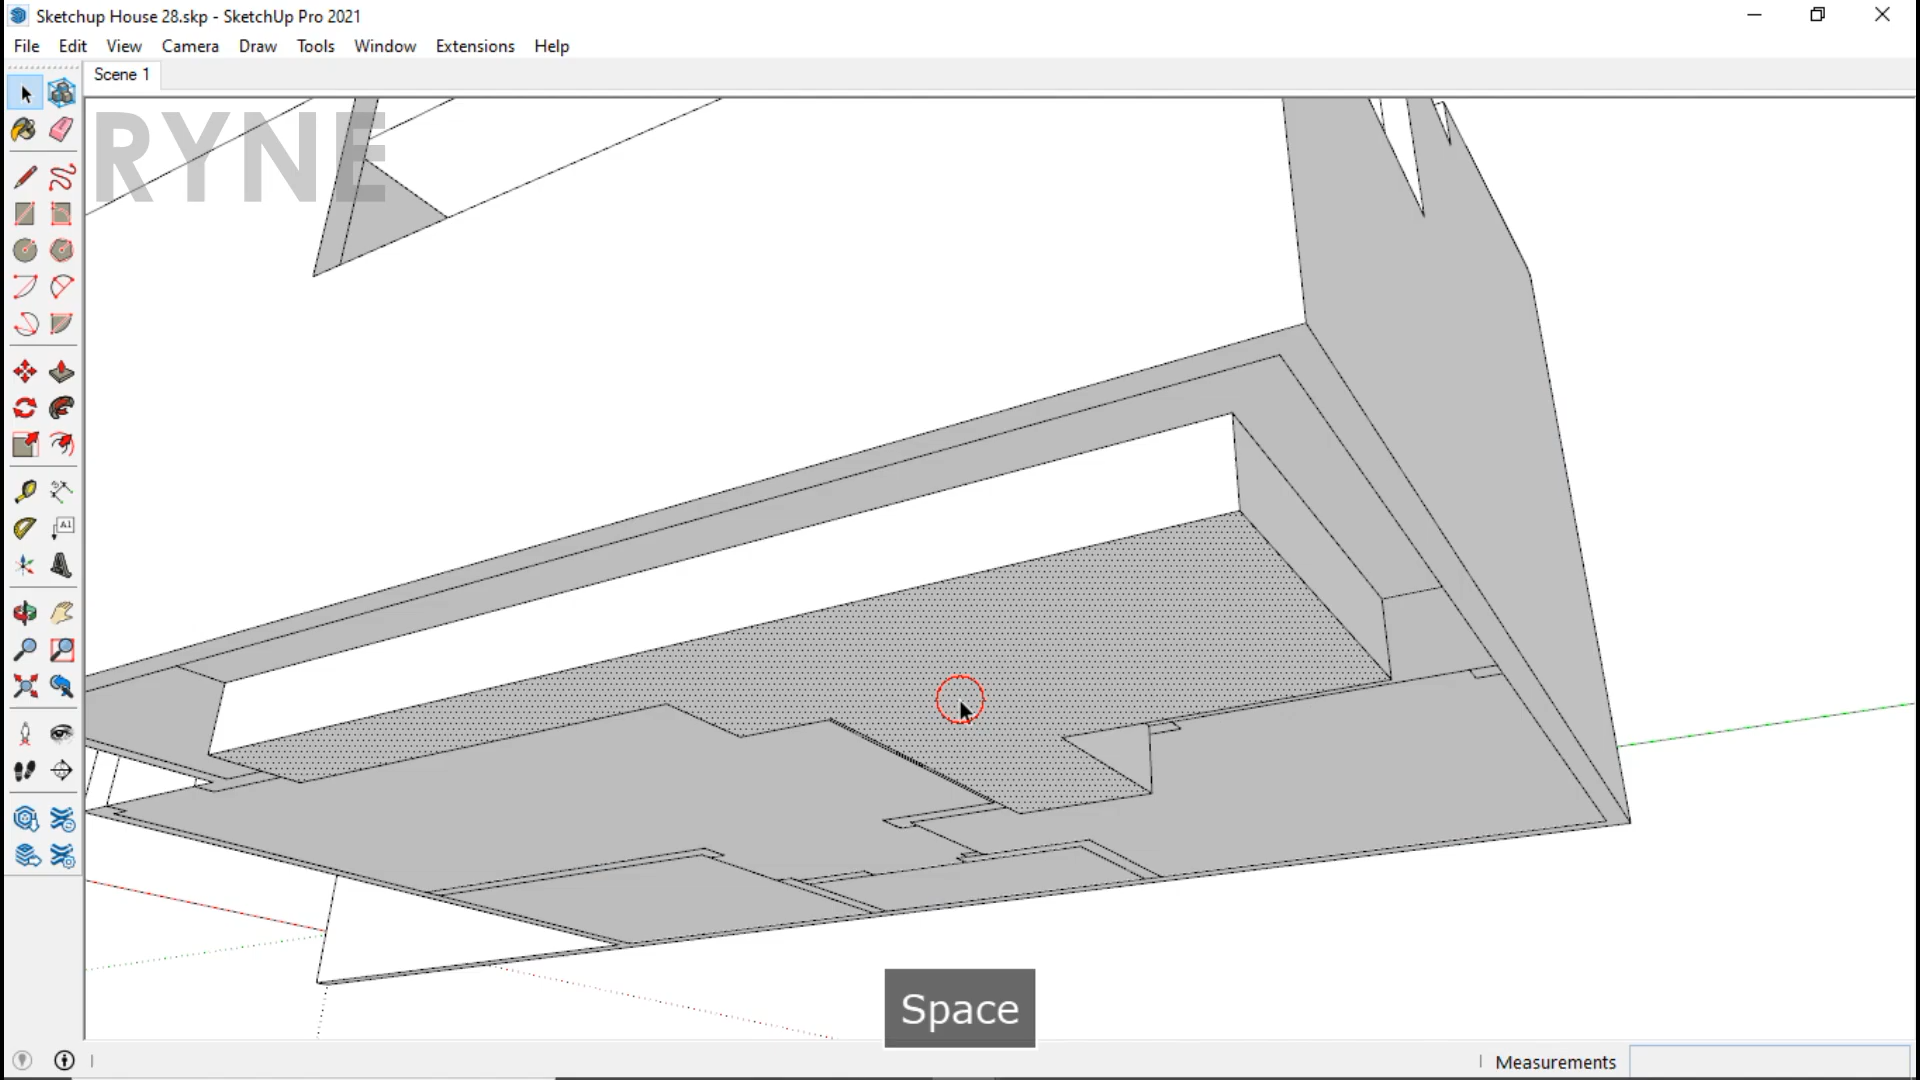 Sketchup House 28.skp - SketchUp Pro 2021
File Edit View Camera Draw Tools Window Extensions Help
Scene 1
RYNE
A1
Space
Measurements